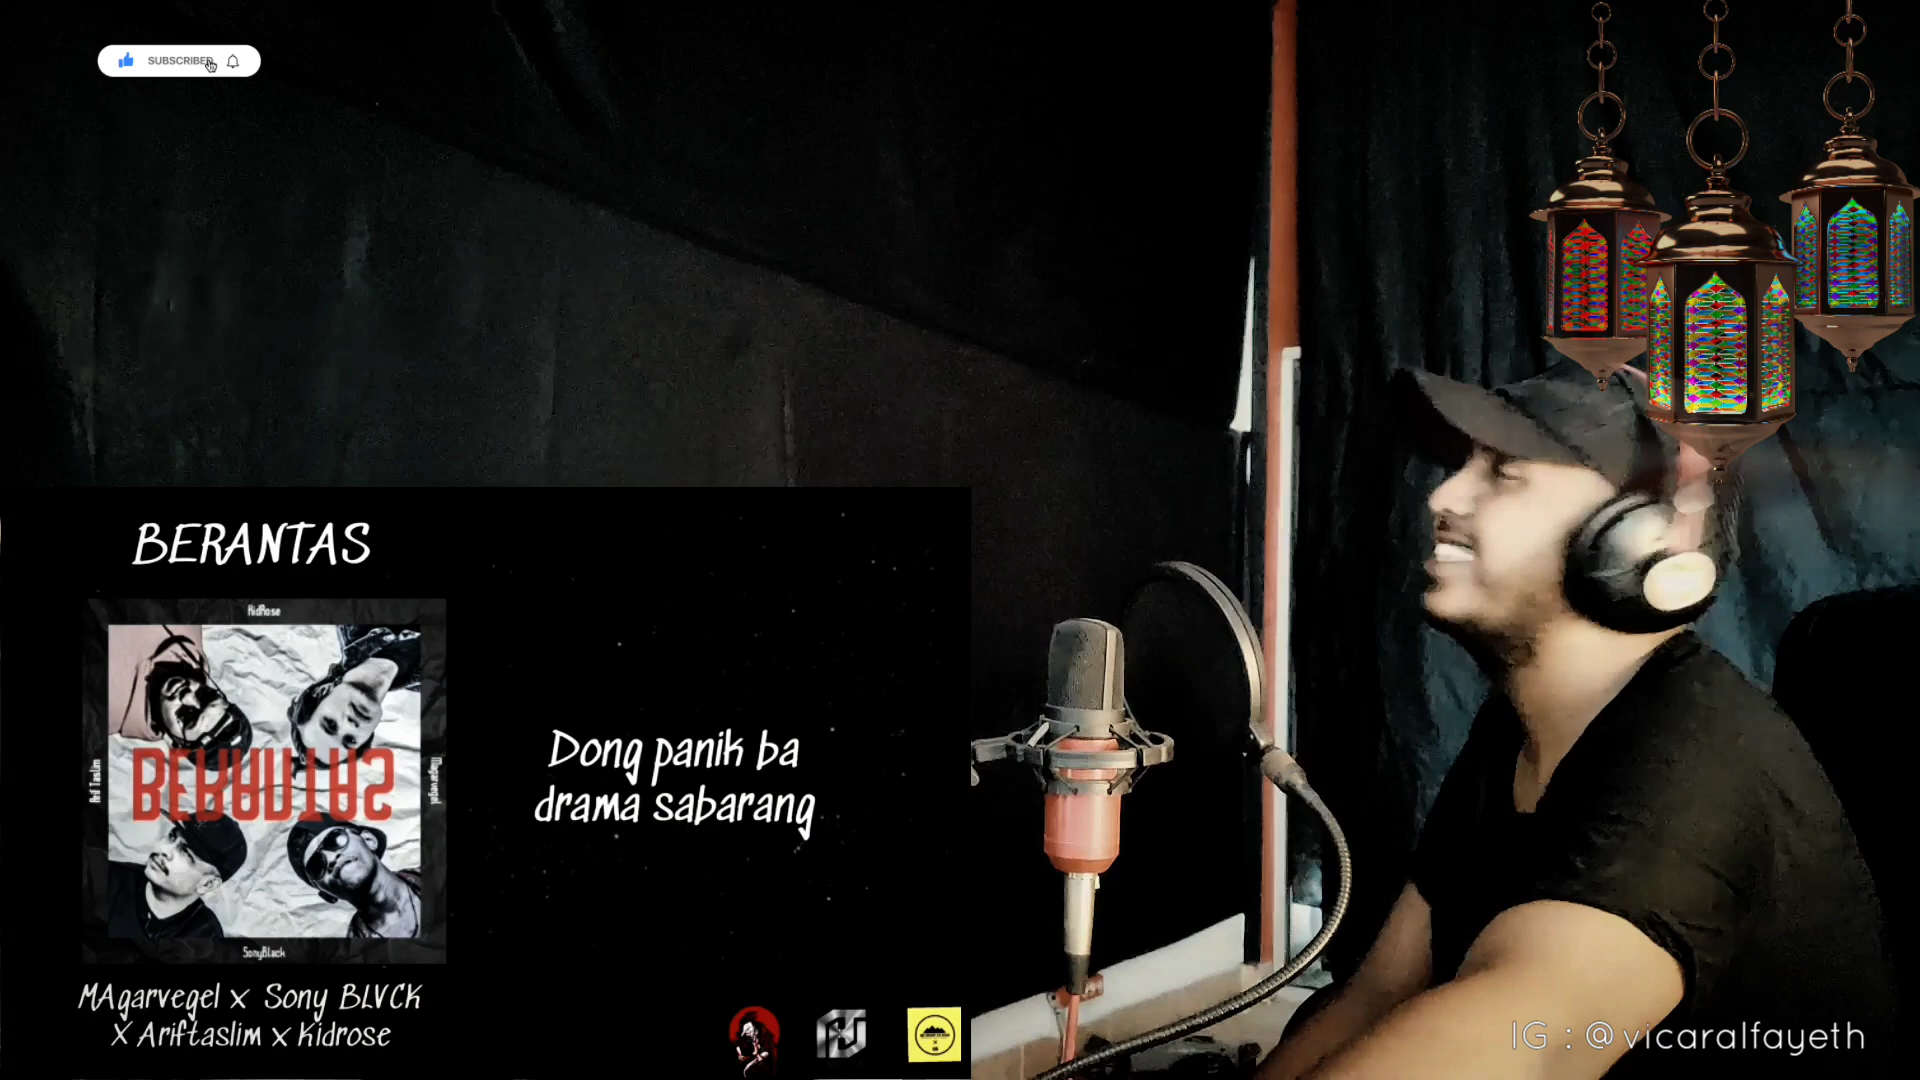 SUBSCRIBED
BERANTAS
KidRose
Arif Taslim
Magarvegel
BERANTAS
SonyBlack
Dong panik ba
drama sabarang
MAgarvegel x Sony BLVCK
X Ariftaslim x Kidrose
IG : @vicaralfayeth